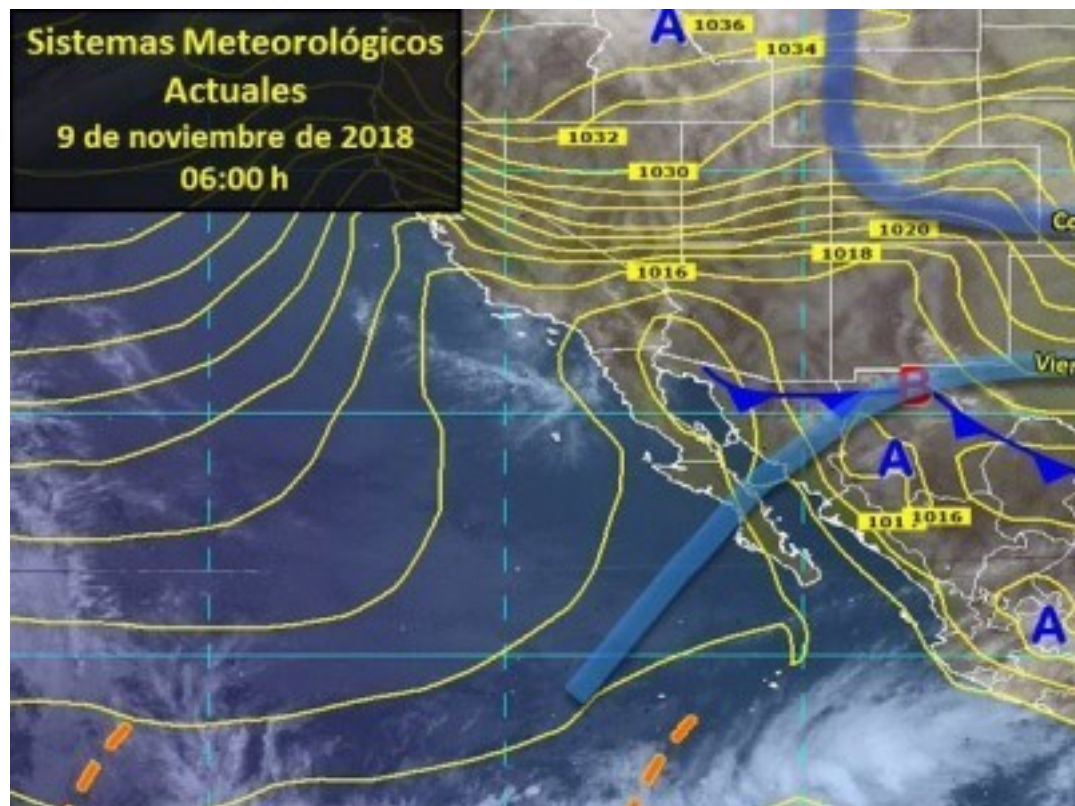 Sistemas Meteorológicos
Actuales
9 de noviembre de 2018
06:00 h
A
1036
1034
1032
1030
1020
1018
1016
B
A
1016
A